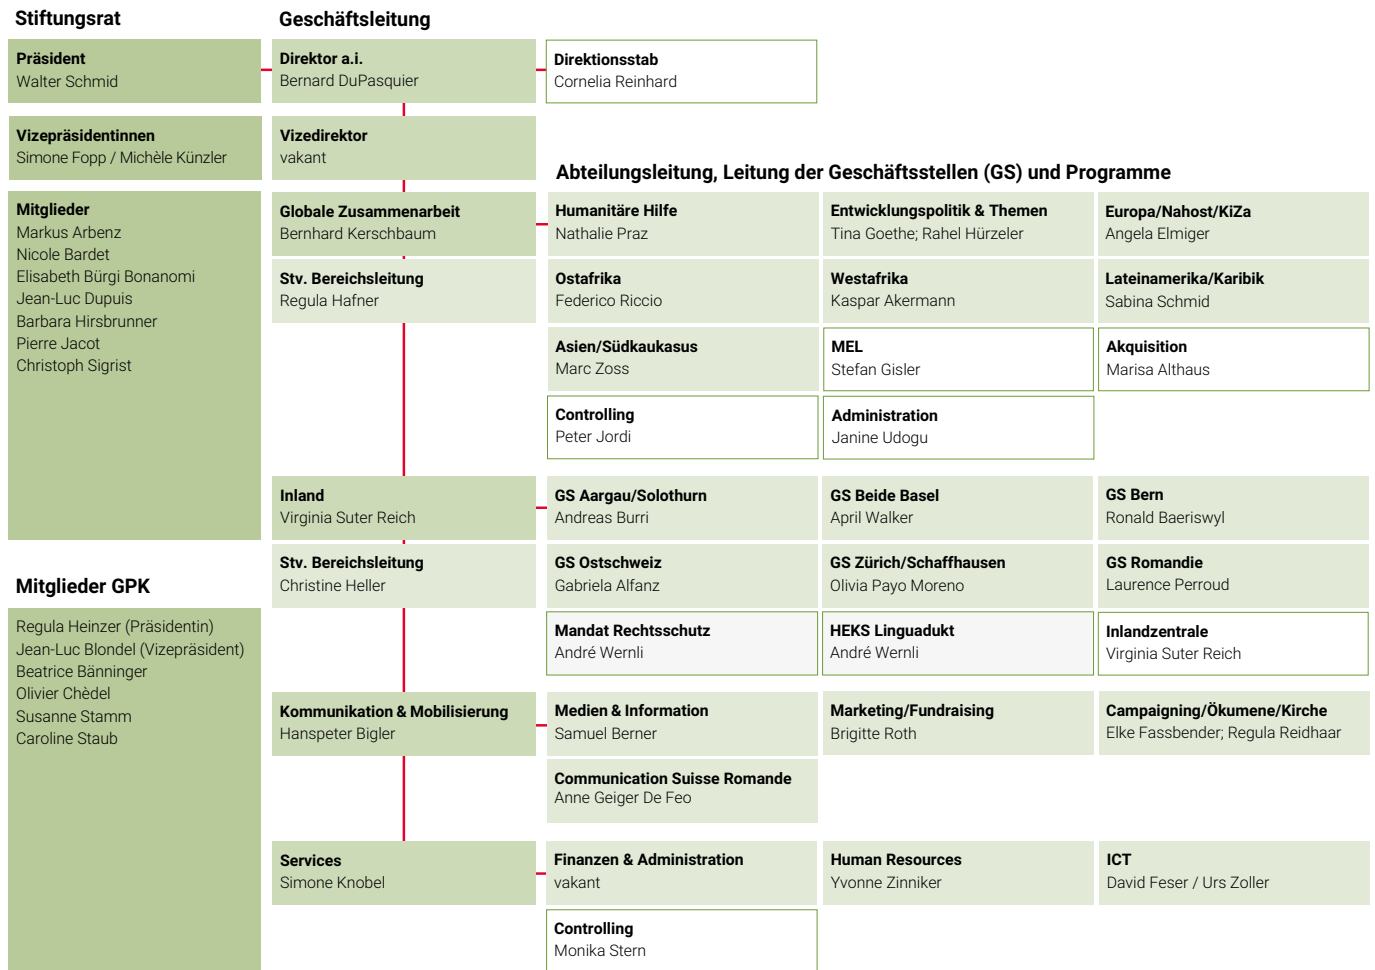 Stiftungsrat
Präsident
Walter Schmid
Vizepräsidentinnen
Simone Fopp / Michèle Künzler
Mitglieder
Markus Arbenz
Nicole Bardet
Elisabeth Bürgi Bonanomi
Jean-Luc Dupuis
Barbara Hirsbrunner
Pierre Jacot
Christoph Sigrist
Mitglieder GPK
Regula Heinzer (Präsidentin)
Jean-Luc Blondel (Vizepräsident)
Beatrice Bänninger
Olivier Chèdel
Susanne Stamm
Caroline Staub
Geschäftsleitung
Direktor a.i.
Bernard DuPasquier
Direktionsstab
Cornelia Reinhard
Vizedirektor
vakant
Abteilungsleitung, Leitung der Geschäftsstellen (GS) und Programme
Globale Zusammenarbeit
Bernhard Kerschbaum
Stv. Bereichsleitung
Regula Hafner
Humanitäre Hilfe
Nathalie Praz
Entwicklungspolitik & Themen
Tina Goethe; Rahel Hürzeler
Europa/Nahost/KiZa
Angela Elmiger
Ostafrika
Federico Riccio
Westafrika
Kaspar Akermann
Lateinamerika/Karibik
Sabina Schmid
Asien/Südkaukasus
Marc Zoss
MEL
Stefan Gisler
Akquisition
Marisa Althaus
Controlling
Peter Jordi
Administration
Janine Udogu
Inland
Virginia Suter Reich
Stv. Bereichsleitung
Christine Heller
GS Aargau/Solothurn
Andreas Burri
GS Beide Basel
April Walker
GS Bern
Ronald Baeriswyl
GS Ostschweiz
Gabriela Alfanz
GS Zürich/Schaffhausen
Olivia Payo Moreno
GS Romandie
Laurence Perroud
Mandat Rechtsschutz
André Wernli
HEKS Linguadukt
André Wernli
Inlandzentrale
Virginia Suter Reich
Kommunikation & Mobilisierung
Hanspeter Bigler
Medien & Information
Samuel Berner
Marketing/Fundraising
Brigitte Roth
Campaigning/Ökumene/Kirche
Elke Fassbender; Regula Reidhaar
Communication Suisse Romande
Anne Geiger De Feo
Services
Simone Knobel
Finanzen & Administration
vakant
Human Resources
Yvonne Zinniker
ICT
David Feser / Urs Zoller
Controlling
Monika Stern